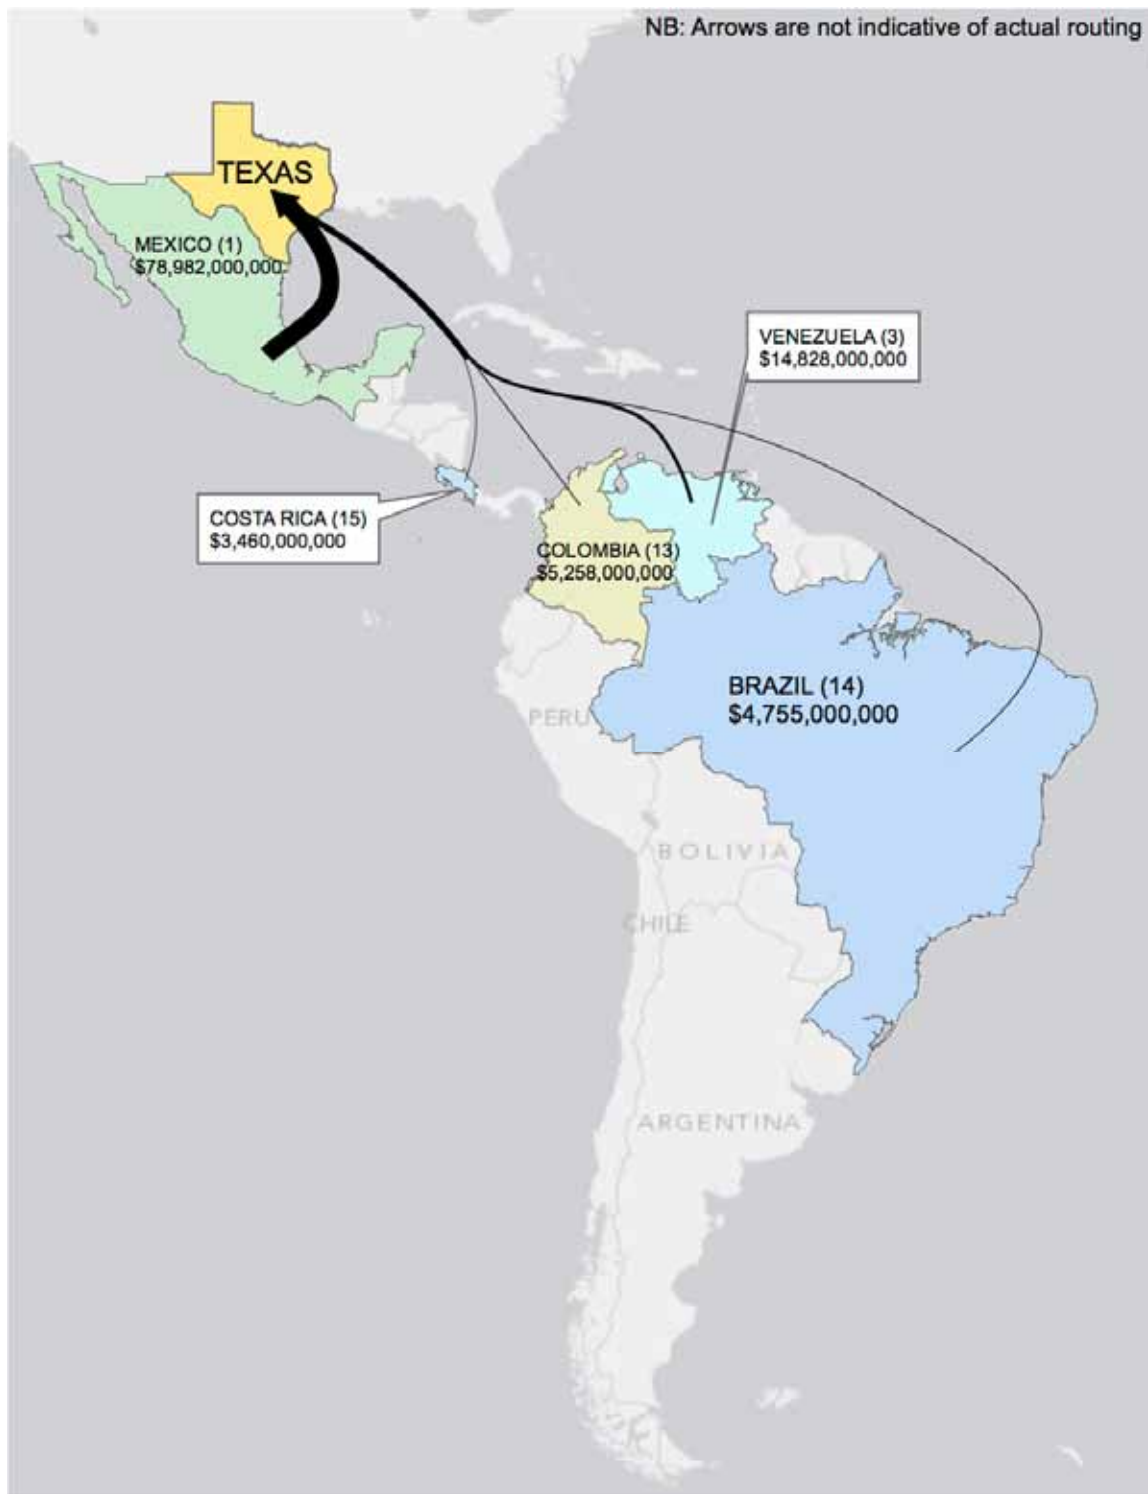 NB: Arrows are not indicative of actual routing
TEXAS
MEXICO (1)
$78,982,000,000
VENEZUELA (3)
$14,828,000,000
COSTA RICA (15)
$3,460,000,000
COLOMBIA (13)
$5,258,000,000
BRAZIL (14)
$4,755,000,000
PERU
BOLIVIA
CHILE
ARGENTINA